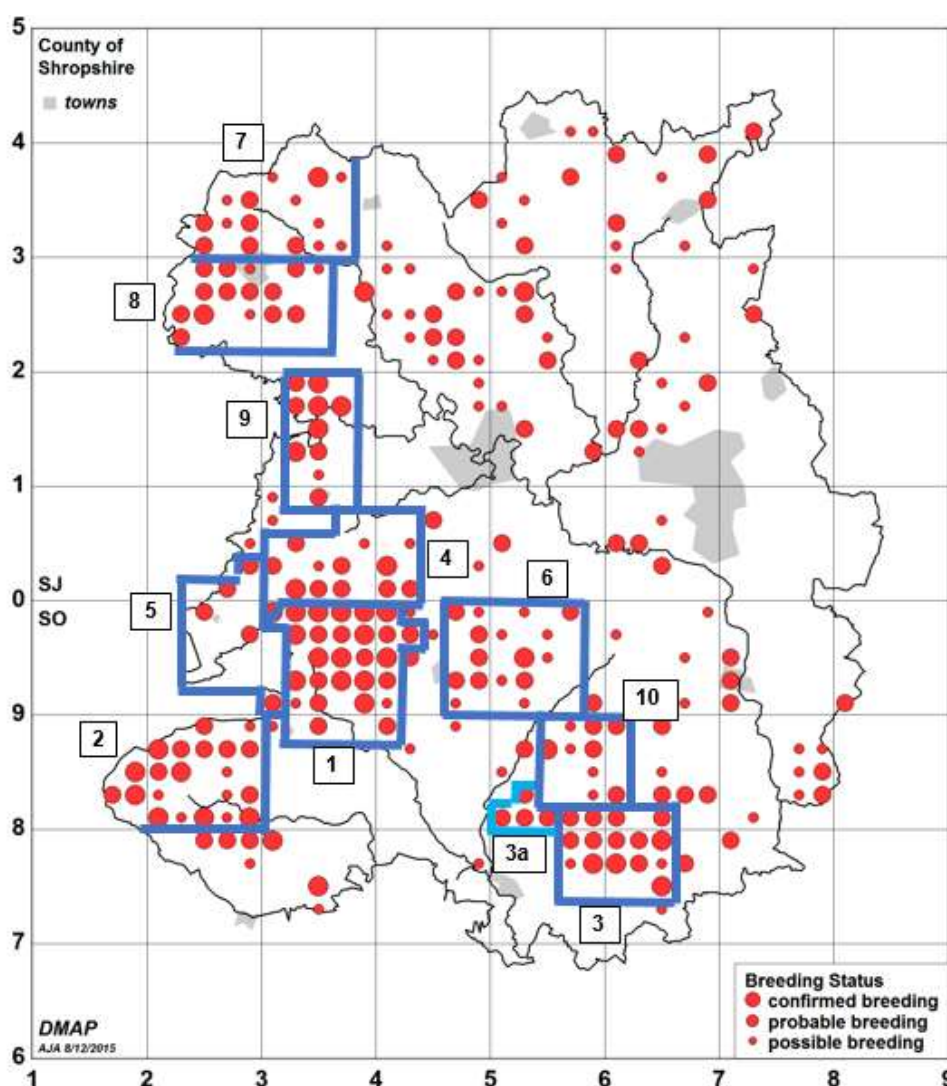 5
County of
Shropshire
towns
7
4
3
8
2
9
1
4
6
SJ
0
SO
5
10
9
2
1
8
3a
3
7
Breeding Status
confirmed breeding
probable breeding
possible breeding
DMAP
AJA 8/12/2015
6
1 2 3 4 5 6 7 8 9